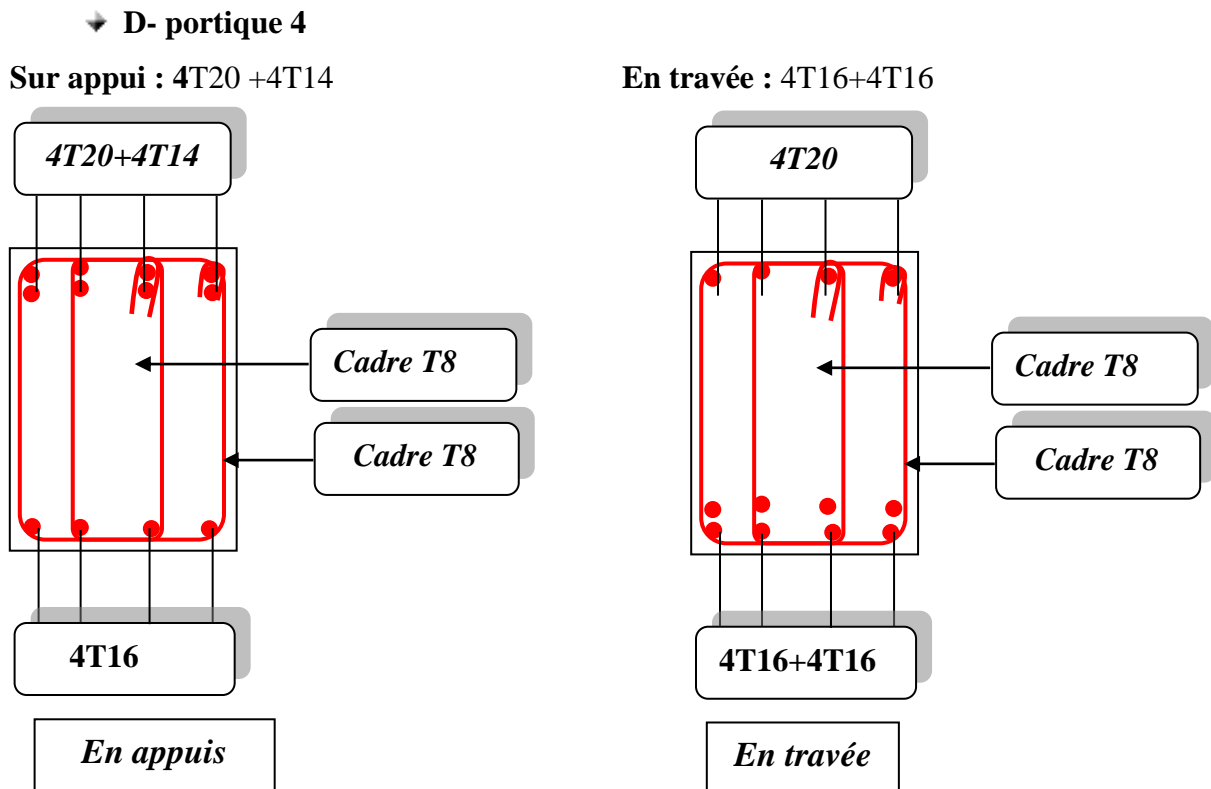 D- portique 4
Sur appui : 4T20 +4T14
En travée : 4T16+4T16
4T20+4T14
4T20
Cadre T8
Cadre T8
Cadre T8
Cadre T8
4T16
4T16+4T16
En appuis
En travée